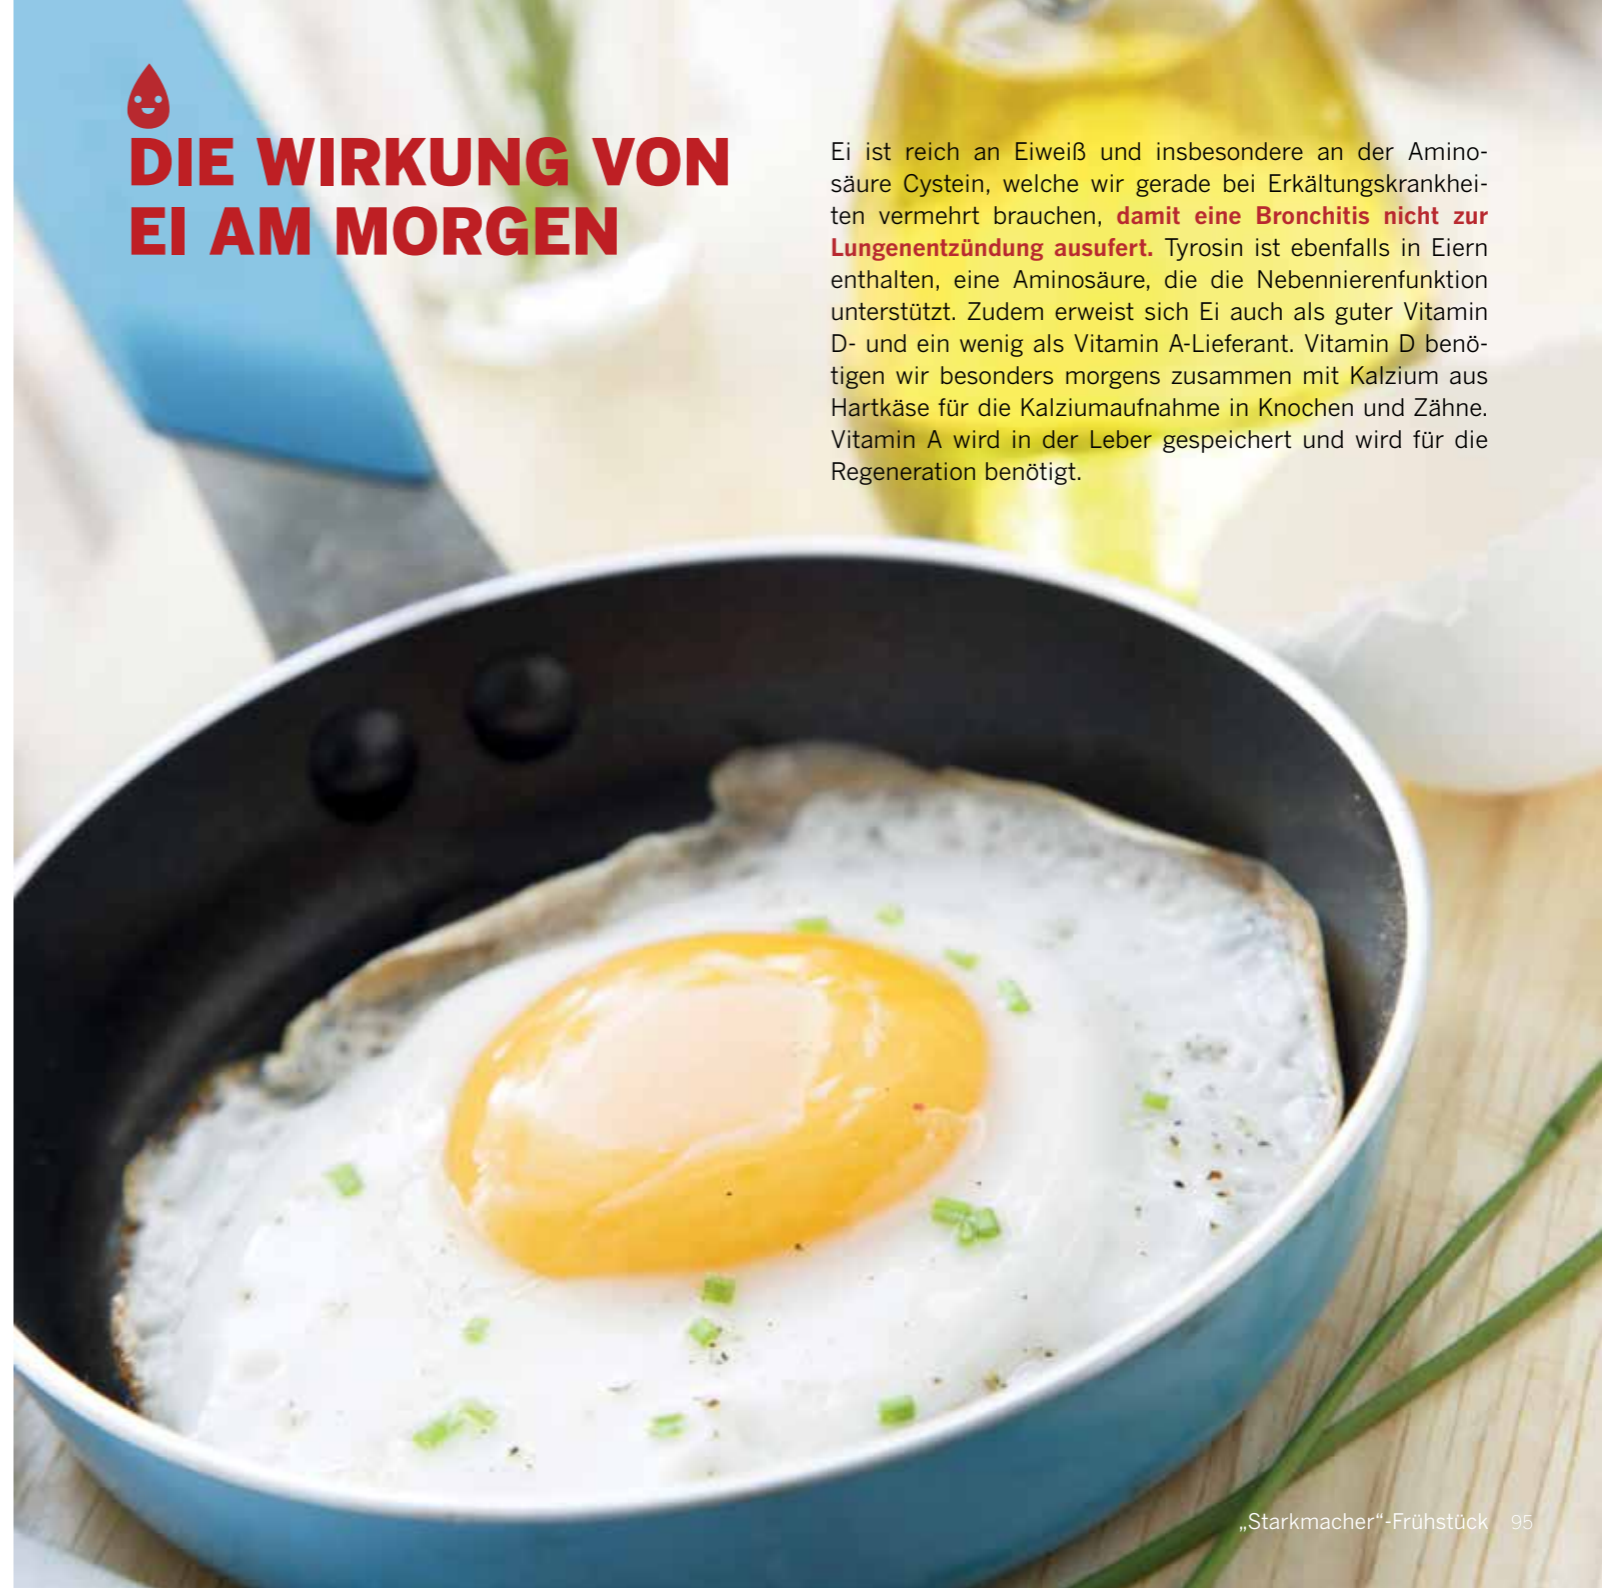 DIE WIRKUNG VON
EI AM MORGEN
Ei ist reich an Eiweiß und insbesondere an der Amino-
säure Cystein, welche wir gerade bei Erkältungskrankhei-
ten vermehrt brauchen, damit eine Bronchitis nicht zur
Lungenentzündung ausufert. Tyrosin ist ebenfalls in Eiern
enthalten, eine Aminosäure, die die Nebennierenfunktion
unterstützt. Zudem erweist sich Ei auch als guter Vitamin
D- und ein wenig als Vitamin A-Lieferant. Vitamin D benö-
tigen wir besonders morgens zusammen mit Kalzium aus
Hartkäse für die Kalziumaufnahme in Knochen und Zähne.
Vitamin A wird in der Leber gespeichert und wird für die
Regeneration benötigt.
„Starkmacher“-Frühstück 95